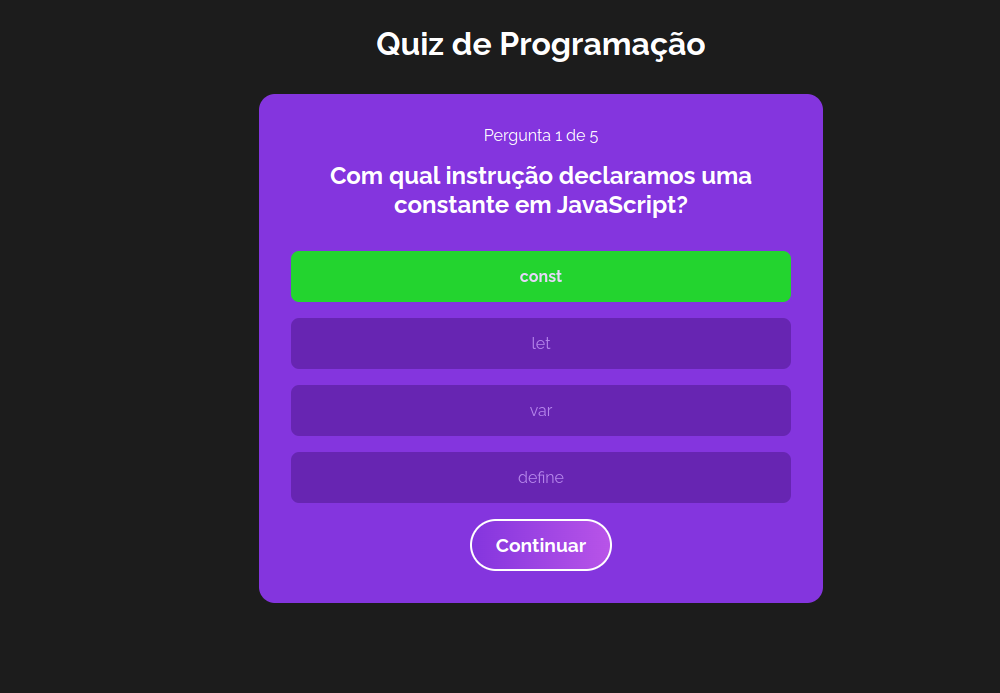 Quiz de Programação
Pergunta 1 de 5
Com qual instrução declaramos uma
constante em JavaScript?
const
let
var
define
Continuar